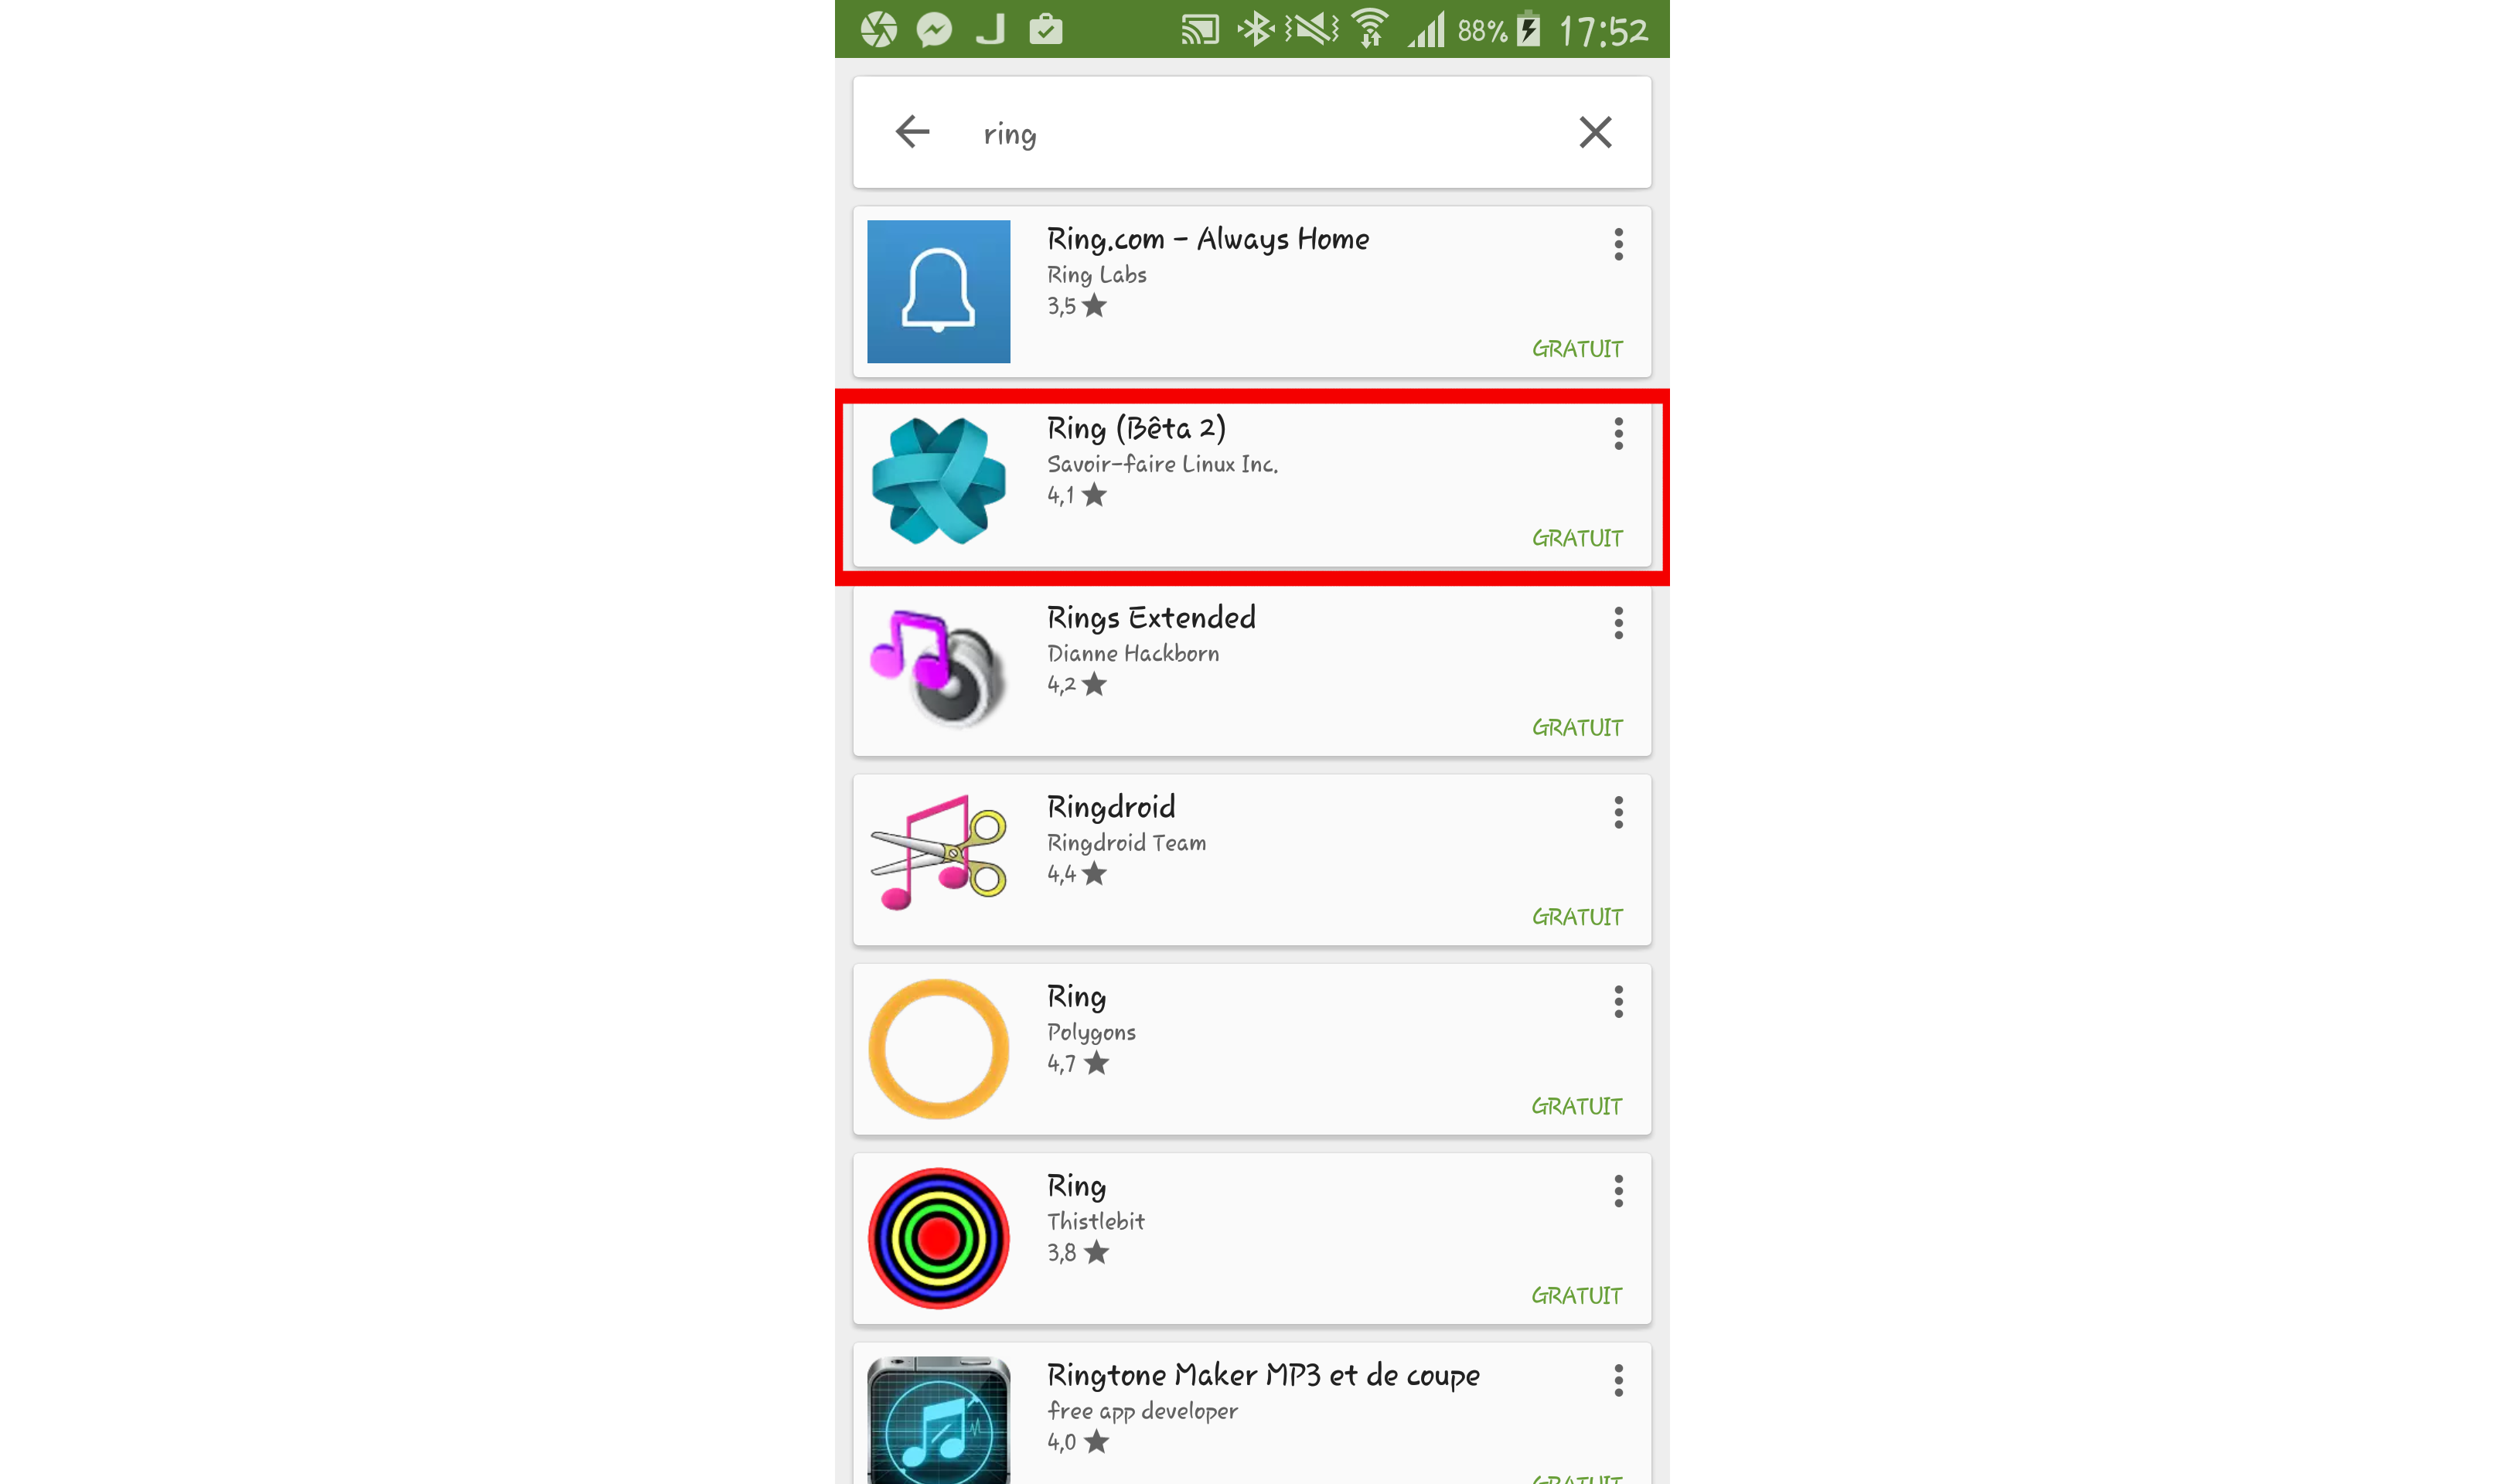 J 88% 17:52
ring
Ring.com - Always Home
Ring Labs
3,5
GRATUIT
Ring (Bêta 2)
Savoir-faire Linux Inc.
4,1
GRATUIT
Rings Extended
Dianne Hackborn
4,2
GRATUIT
Ringdroid
Ringdroid Team
4,4
GRATUIT
Ring
Polygons
4,7
GRATUIT
Ring
Thistlebit
3,8
GRATUIT
Ringtone Maker MP3 et de coupe
free app developer
4,0
GRATUIT